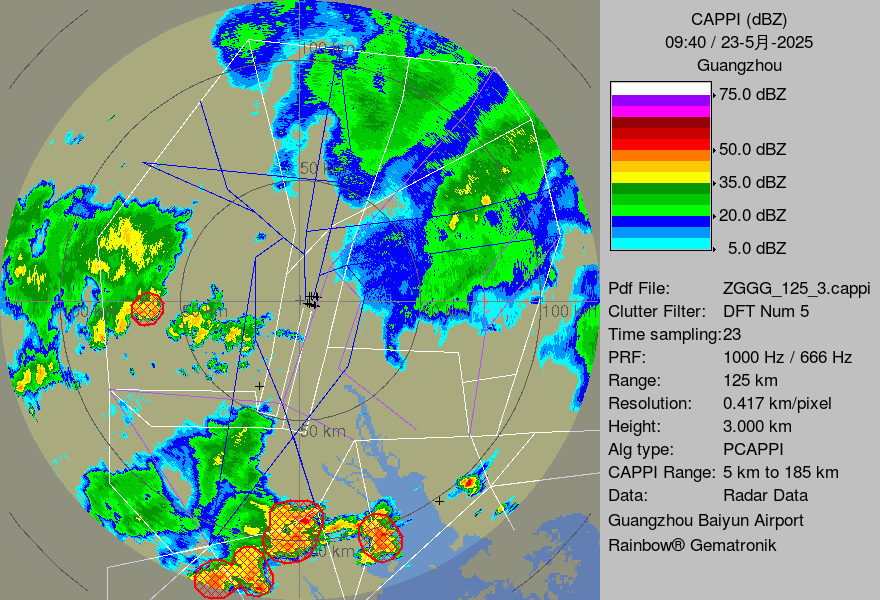 CAPPI (dBZ)
09:40 / 23-5月-2025
Guangzhou
75.0 dBZ
50.0 dBZ
35.0 dBZ
20.0 dBZ
5.0 dBZ
Pdf File: ZGGG_125_3.cappi
Clutter Filter: DFT Num 5
Time sampling:23
PRF: 1000 Hz / 666 Hz
Range: 125 km
Resolution: 0.417 km/pixel
Height: 3.000 km
Alg type: PCAPPI
CAPPI Range: 5 km to 185 km
Data: Radar Data
Guangzhou Baiyun Airport
Rainbow® Gematronik
100 km
50 km
100 km
50 km
100 km